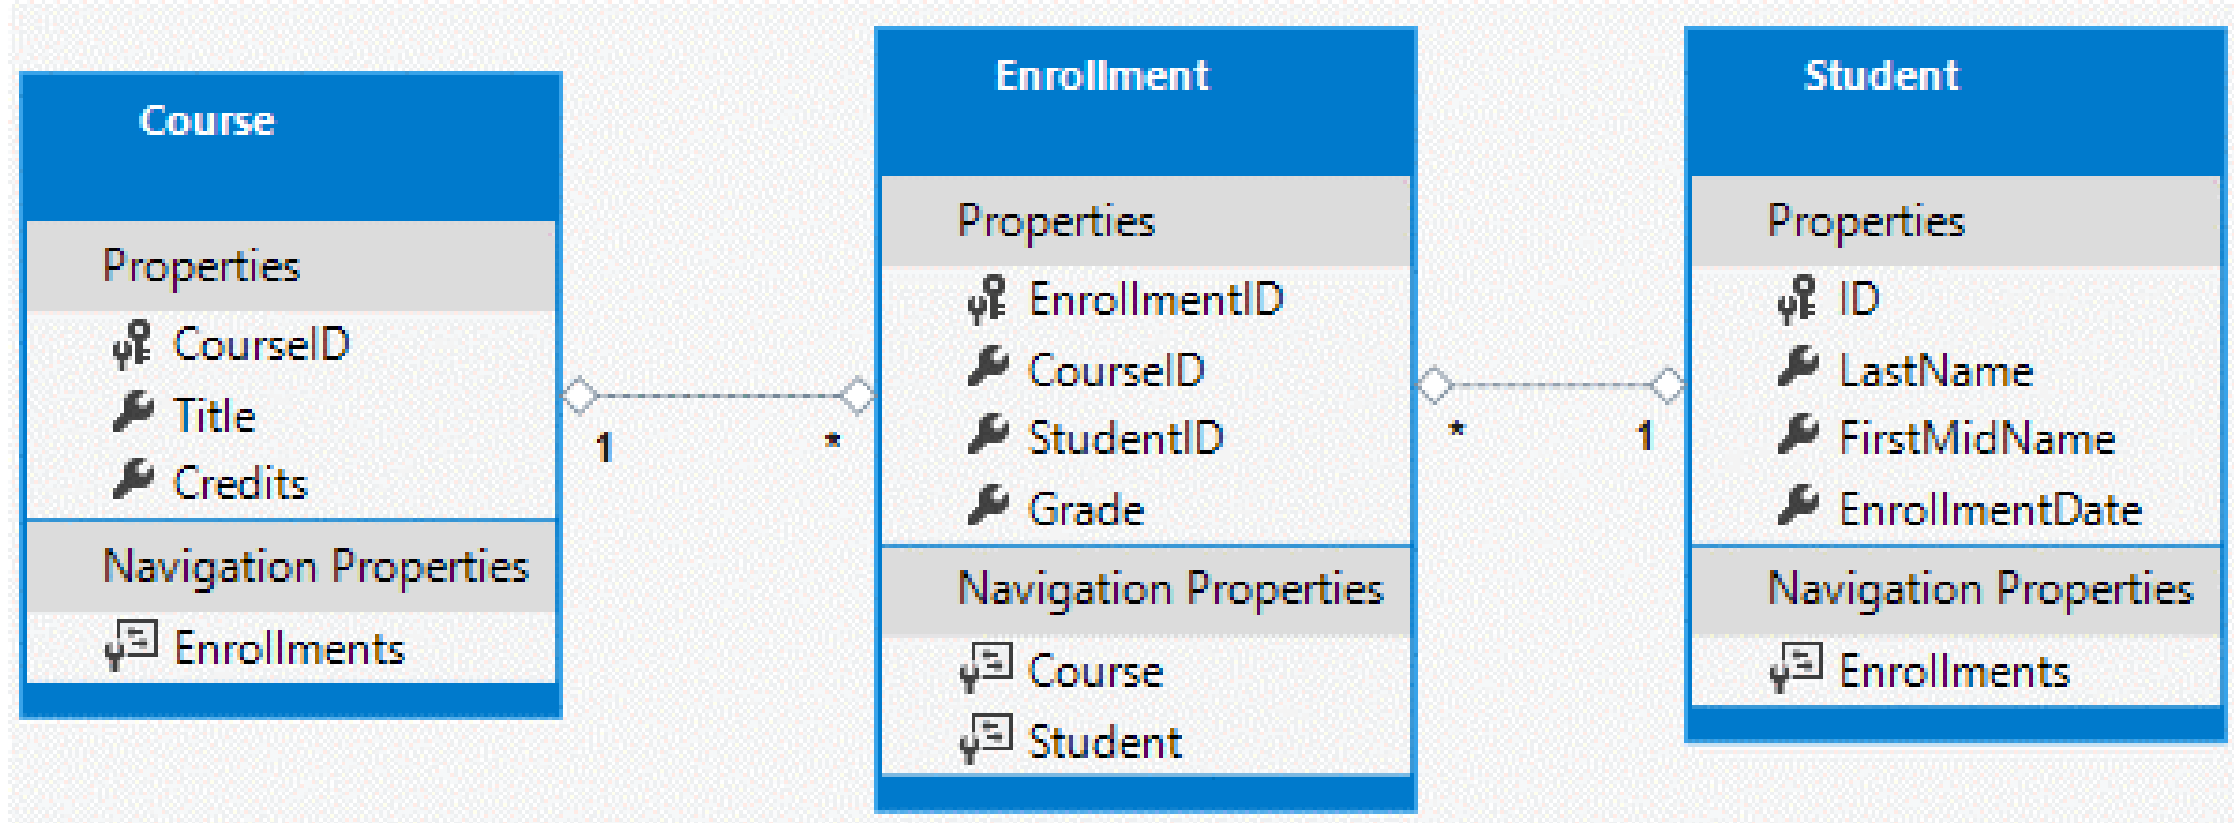 Course
Properties
CourseID
Title
Credits
Navigation Properties
Enrollments
1
*
Enrollment
Properties
EnrollmentID
CourseID
StudentID
Grade
Navigation Properties
Course
Student
*
1
Student
Properties
ID
LastName
FirstMidName
EnrollmentDate
Navigation Properties
Enrollments